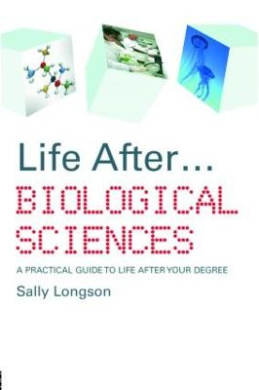 Life After...
BIOLOGICAL
SCIENCES
A PRACTICAL GUIDE TO LIFE AFTER YOUR DEGREE
Sally Longson